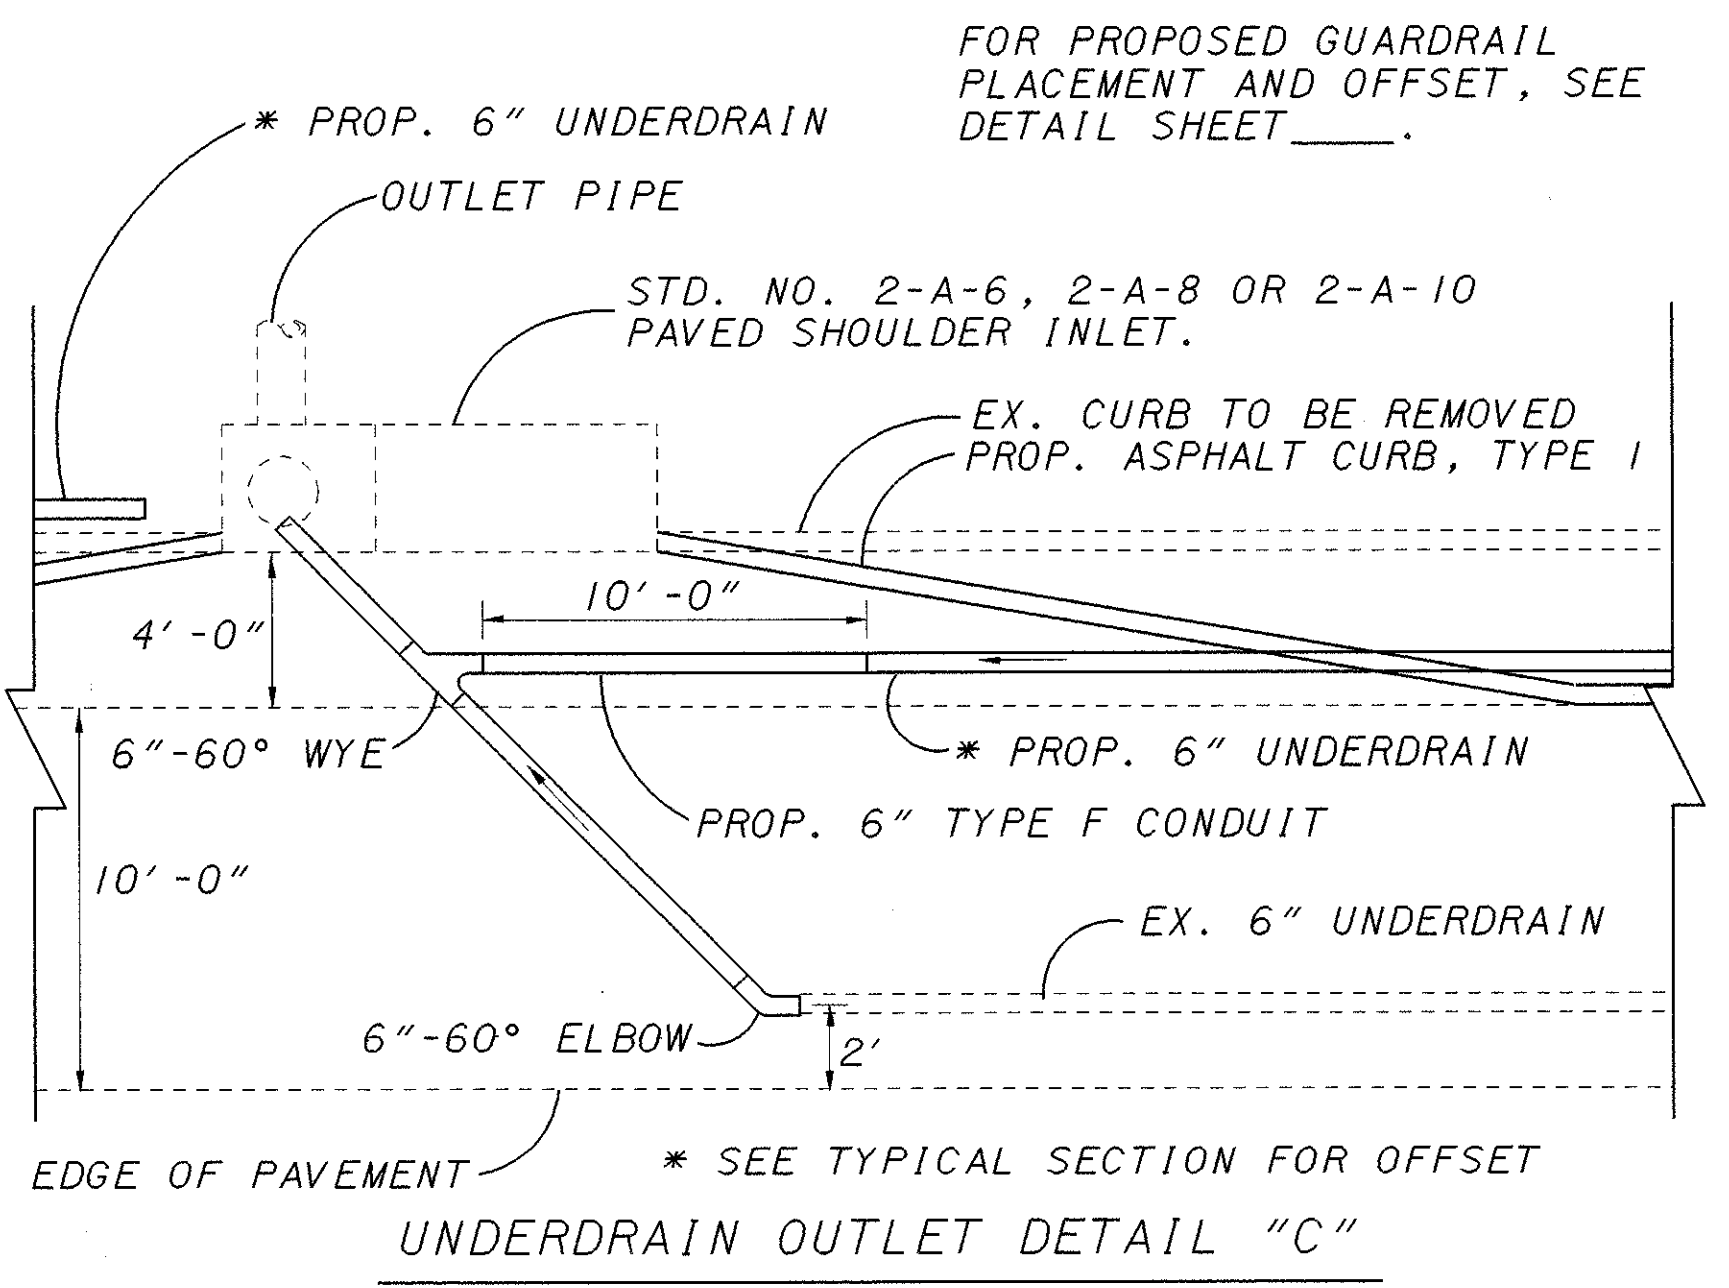 FOR PROPOSED GUARDRAIL
PLACEMENT AND OFFSET, SEE
DETAIL SHEET____.
* PROP. 6" UNDERDRAIN
OUTLET PIPE
STD. NO. 2-A-6, 2-A-8 OR 2-A-10
PAVED SHOULDER INLET.
EX. CURB TO BE REMOVED
PROP. ASPHALT CURB, TYPE 1
10'-0"
4'-0"
6"-60° WYE
* PROP. 6" UNDERDRAIN
PROP. 6" TYPE F CONDUIT
10'-0"
EX. 6" UNDERDRAIN
6"-60° ELBOW
2'
EDGE OF PAVEMENT
* SEE TYPICAL SECTION FOR OFFSET
UNDERDRAIN OUTLET DETAIL "C"